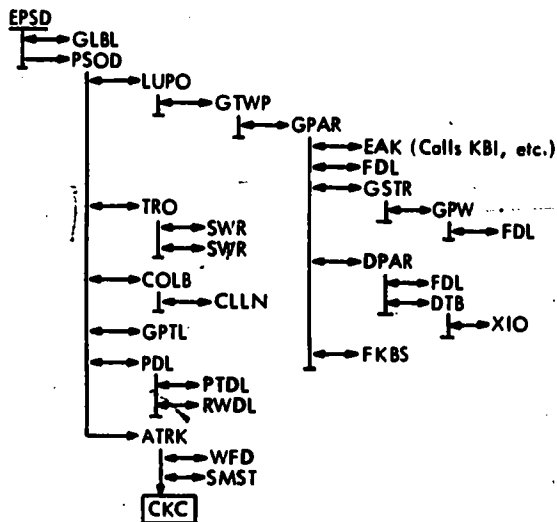 EPSD
GLBL
PSOD
LUPO
GTWP
GPAR
EAK (Calls KBI, etc.)
FDL
GSTR
TRO
GPW
SWR
FDL
SWR
DPAR
COLB
FDL
CLLN
DTB
GPTL
XIO
PDL
FKBS
PTDL
RWDL
ATRK
WFD
SMST
CKC